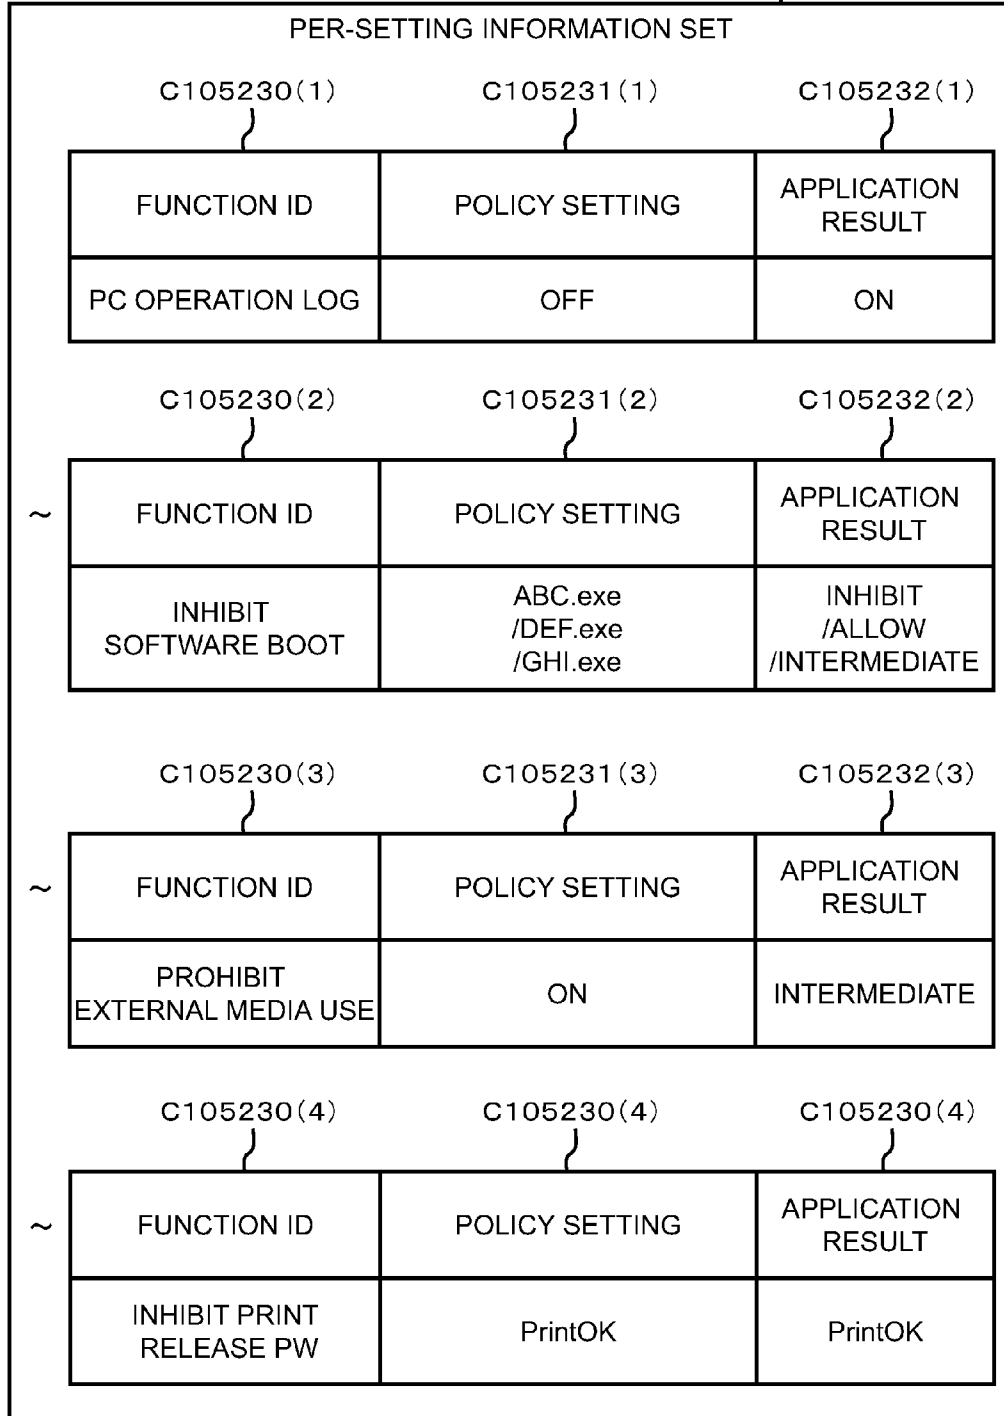 PER-SETTING INFORMATION SET
C105230(1) C105231(1) C105232(1)
FUNCTION ID POLICY SETTING APPLICATION RESULT
PC OPERATION LOG OFF ON
C105230(2) C105231(2) C105232(2)
~ FUNCTION ID POLICY SETTING APPLICATION RESULT
INHIBIT SOFTWARE BOOT ABC.exe /DEF.exe /GHI.exe INHIBIT /ALLOW /INTERMEDIATE
C105230(3) C105231(3) C105232(3)
~ FUNCTION ID POLICY SETTING APPLICATION RESULT
PROHIBIT EXTERNAL MEDIA USE ON INTERMEDIATE
C105230(4) C105230(4) C105230(4)
~ FUNCTION ID POLICY SETTING APPLICATION RESULT
INHIBIT PRINT RELEASE PW PrintOK PrintOK